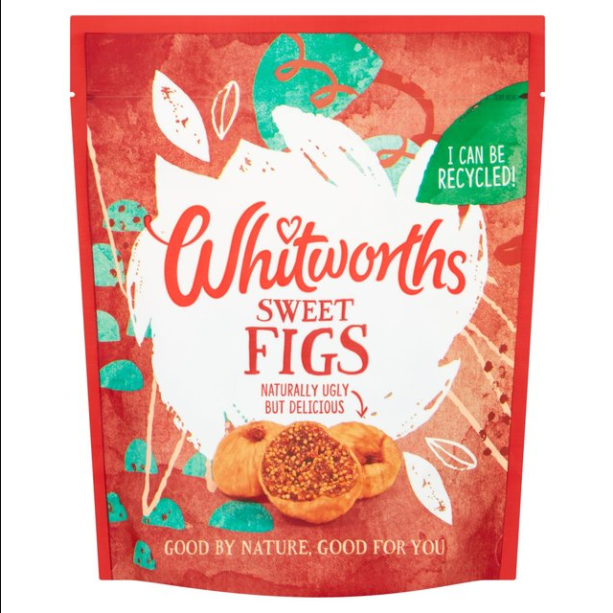 I CAN BE
RECYCLED!
Whitworths
SWEET
FIGS
NATURALLY UGLY
BUT DELICIOUS
GOOD BY NATURE, GOOD FOR YOU